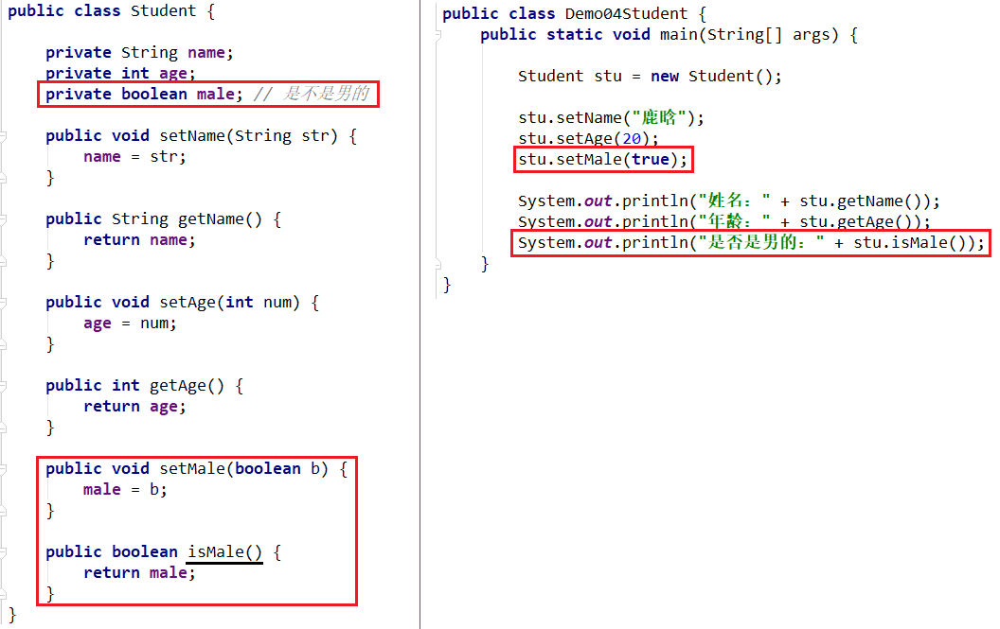 public class Student {
private String name;
private int age;
private boolean male; // 是不是男的
public void setName(String str) {
name = str;
}
public String getName() {
return name;
}
public void setAge(int num) {
age = num;
}
public int getAge() {
return age;
}
public void setMale(boolean b) {
male = b;
}
public boolean isMale() {
return male;
}
}
public class Demo04Student {
public static void main(String[] args) {
Student stu = new Student();
stu.setName("鹿晗");
stu.setAge(20);
stu.setMale(true);
System.out.println("姓名：" + stu.getName());
System.out.println("年龄：" + stu.getAge());
System.out.println("是否是男的：" + stu.isMale());
}
}